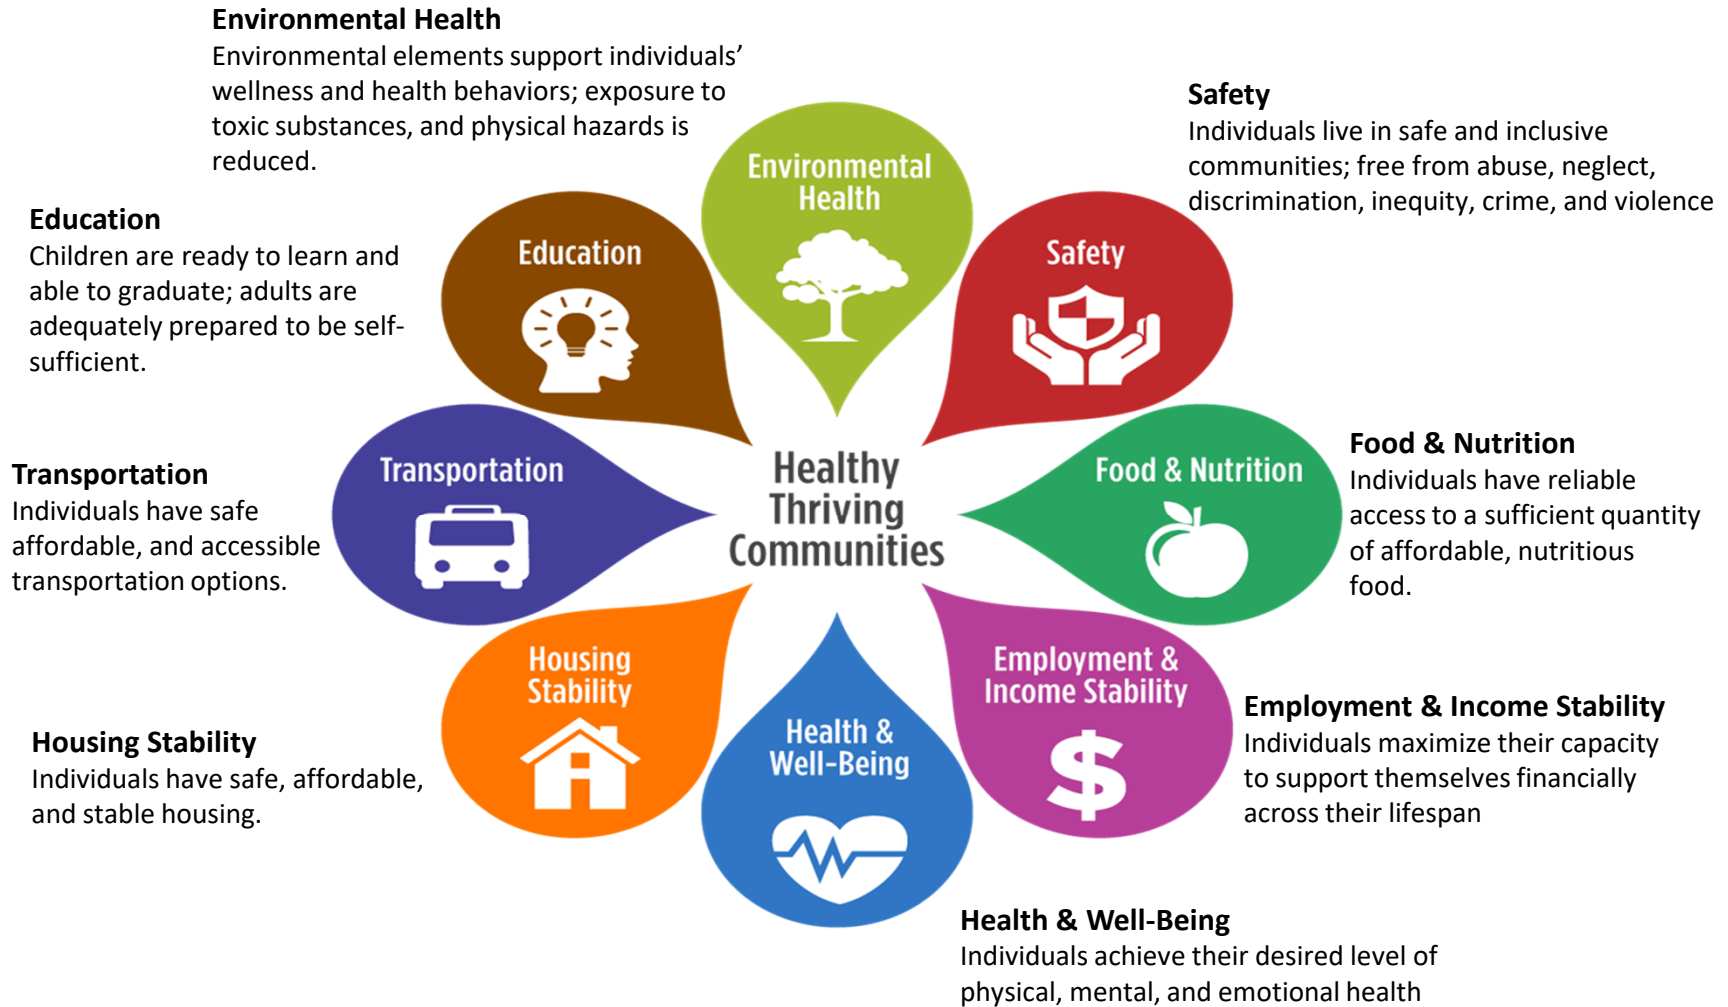 Environmental Health
Environmental elements support individuals’
wellness and health behaviors; exposure to
toxic substances, and physical hazards is
reduced.
Safety
Individuals live in safe and inclusive
communities; free from abuse, neglect,
discrimination, inequity, crime, and violence
Education
Children are ready to learn and
able to graduate; adults are
adequately prepared to be self-
sufficient.
Environmental
Health
Education
Safety
Transportation
Individuals have safe
affordable, and accessible
transportation options.
Transportation
Healthy
Thriving
Communities
Food & Nutrition
Food & Nutrition
Individuals have reliable
access to a sufficient quantity
of affordable, nutritious
food.
Housing
Stability
Health &
Well-Being
Employment &
Income Stability
Housing Stability
Individuals have safe, affordable,
and stable housing.
Employment & Income Stability
Individuals maximize their capacity
to support themselves financially
across their lifespan
$
Health & Well-Being
Individuals achieve their desired level of
physical, mental, and emotional health